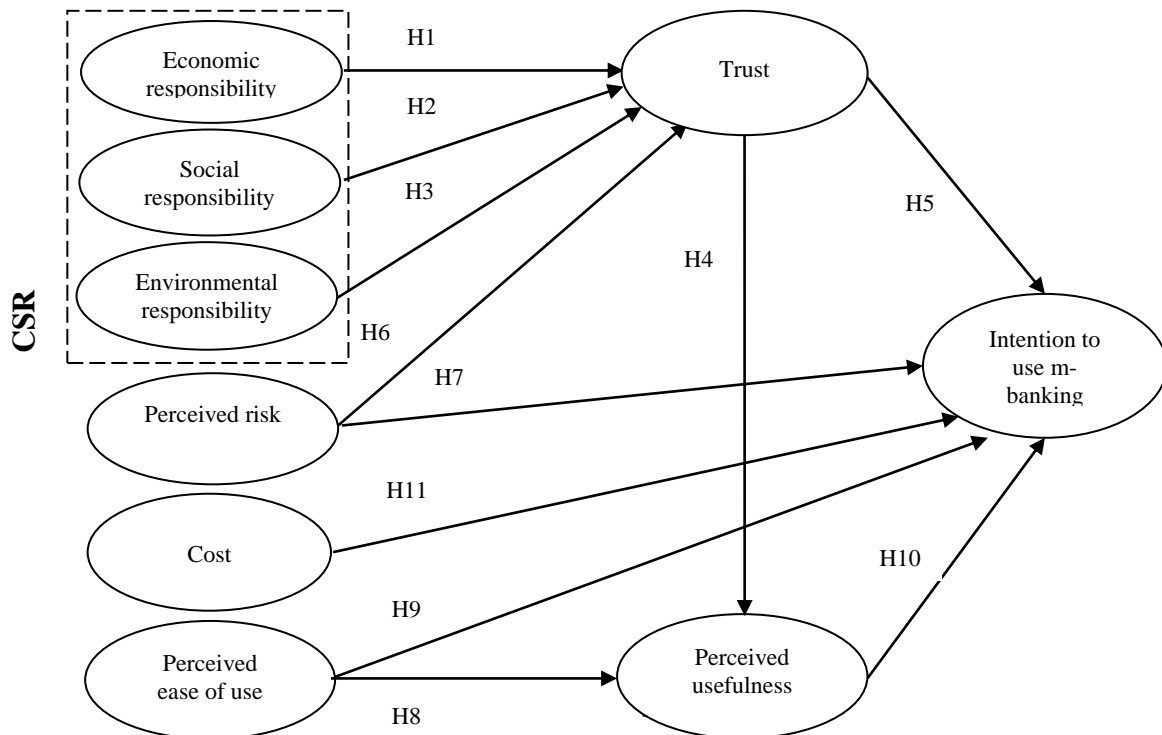 Economic
responsibility
H1
Trust
H2
Social
responsibility
H3
H5
H4
Environmental
responsibility
CSR
H6
Intention to
use m-
banking
H7
Perceived risk
H11
Cost
H10
H9
Perceived
ease of use
Perceived
usefulness
H8